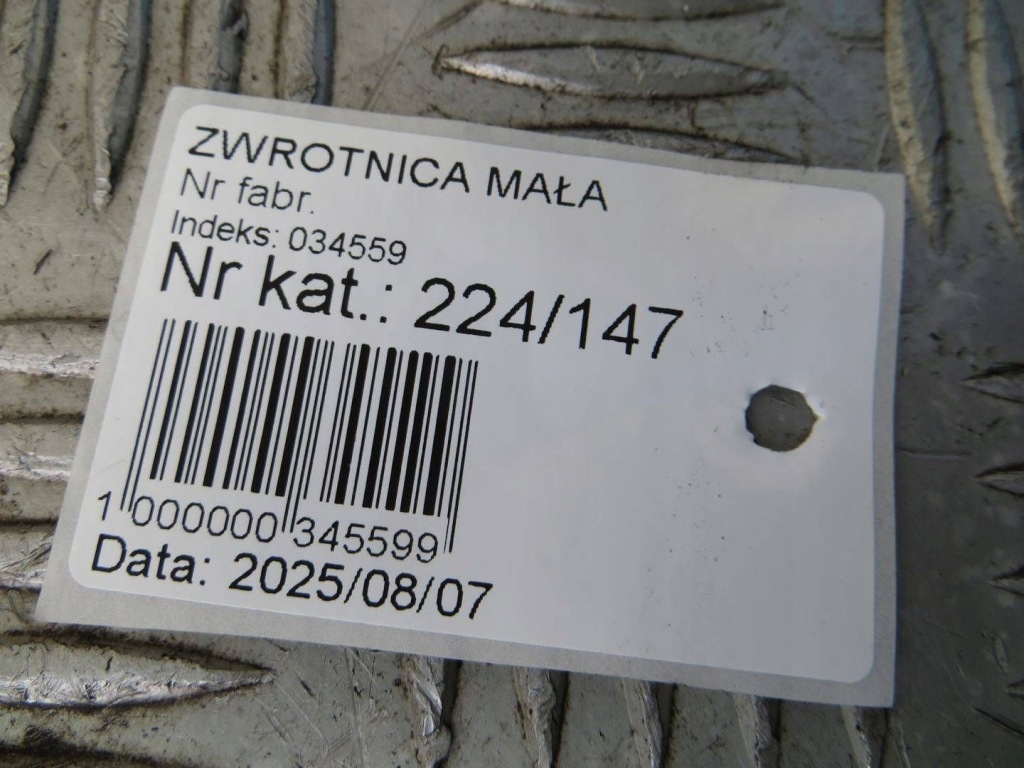 ZWROTNICA MAŁA
Nr fabr.
Indeks: 034559
Nr kat.: 224/147
1 000000 345599
Data: 2025/08/07